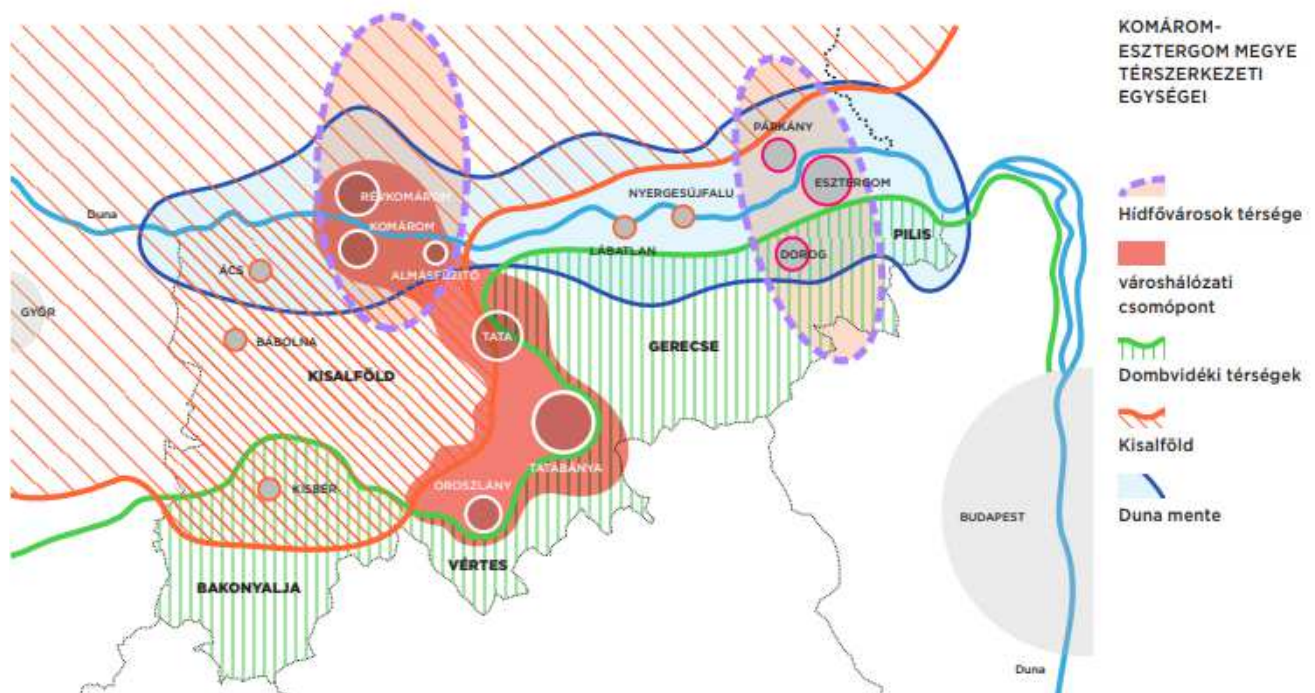 KOMÁROM-
ESZTERGOM MEGYE
TÉRSZERKEZETI
EGYSÉGEI
PÁRKÁNY
ESZTERGOM
RÉVKOMÁROM
NYERGESÚJFALU
Duna
KOMÁROM
PILIS
LÁBATLAN
DOROG
ÁCS
ALMÁSFÜZITŐ
GYŐR
BÁBOLNA
TATA
GERECSE
KISALFÖLD
TATABÁNYA
OROSZLÁNY
KISBÉR
BUDAPEST
VÉRTES
BAKONYALJA
Duna
Hídfővárosok térsége
városhálózati
csomópont
Dombvidéki térségek
Kisalföld
Duna mente